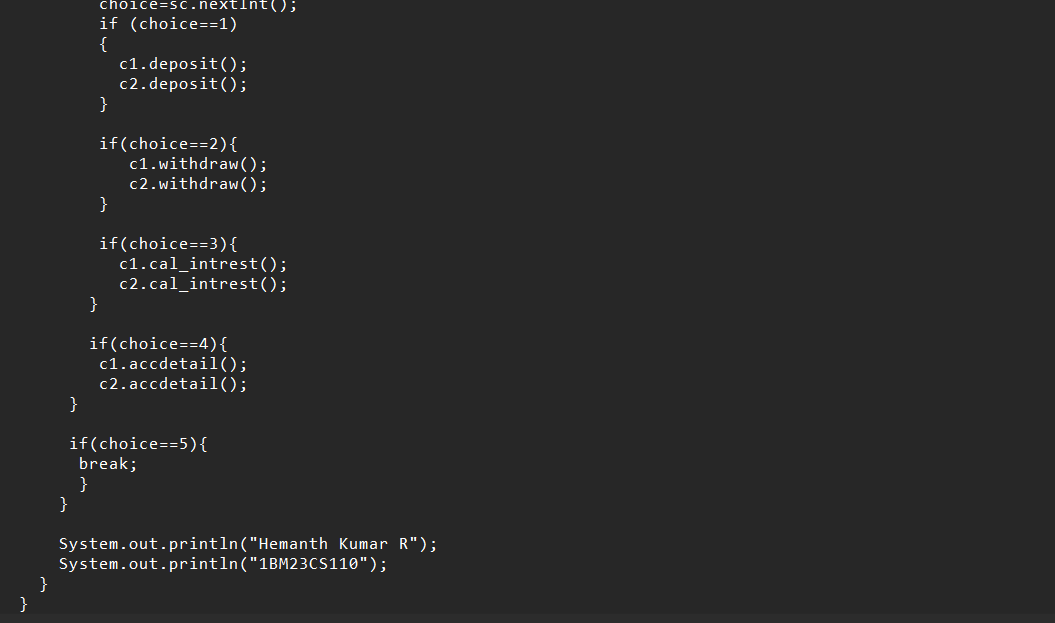 choice=sc.nextInt();
if (choice==1)
{
c1.deposit();
c2.deposit();
}
if(choice==2){
c1.withdraw();
c2.withdraw();
}
if(choice==3){
c1.cal_intrest();
c2.cal_intrest();
}
if(choice==4){
c1.accdetail();
c2.accdetail();
}
if(choice==5){
break;
}
}
System.out.println("Hemanth Kumar R");
System.out.println("1BM23CS110");
}
}